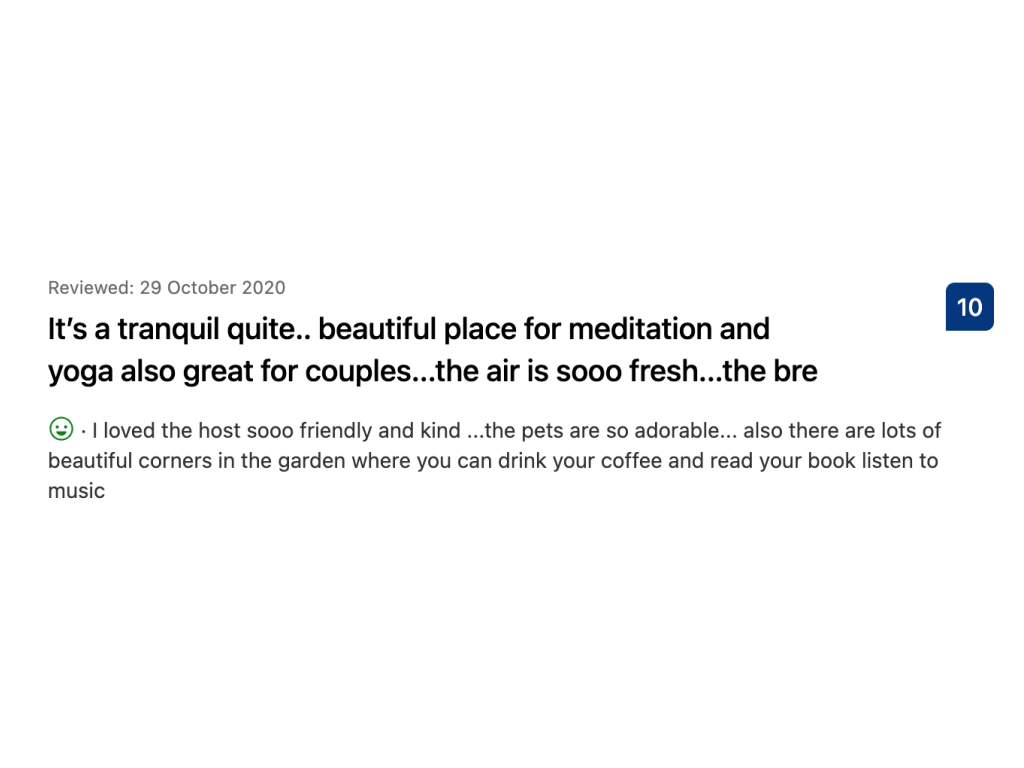 Reviewed: 29 October 2020
10
It’s a tranquil quite.. beautiful place for meditation and
yoga also great for couples...the air is sooo fresh...the bre
· I loved the host sooo friendly and kind ...the pets are so adorable... also there are lots of
beautiful corners in the garden where you can drink your coffee and read your book listen to
music